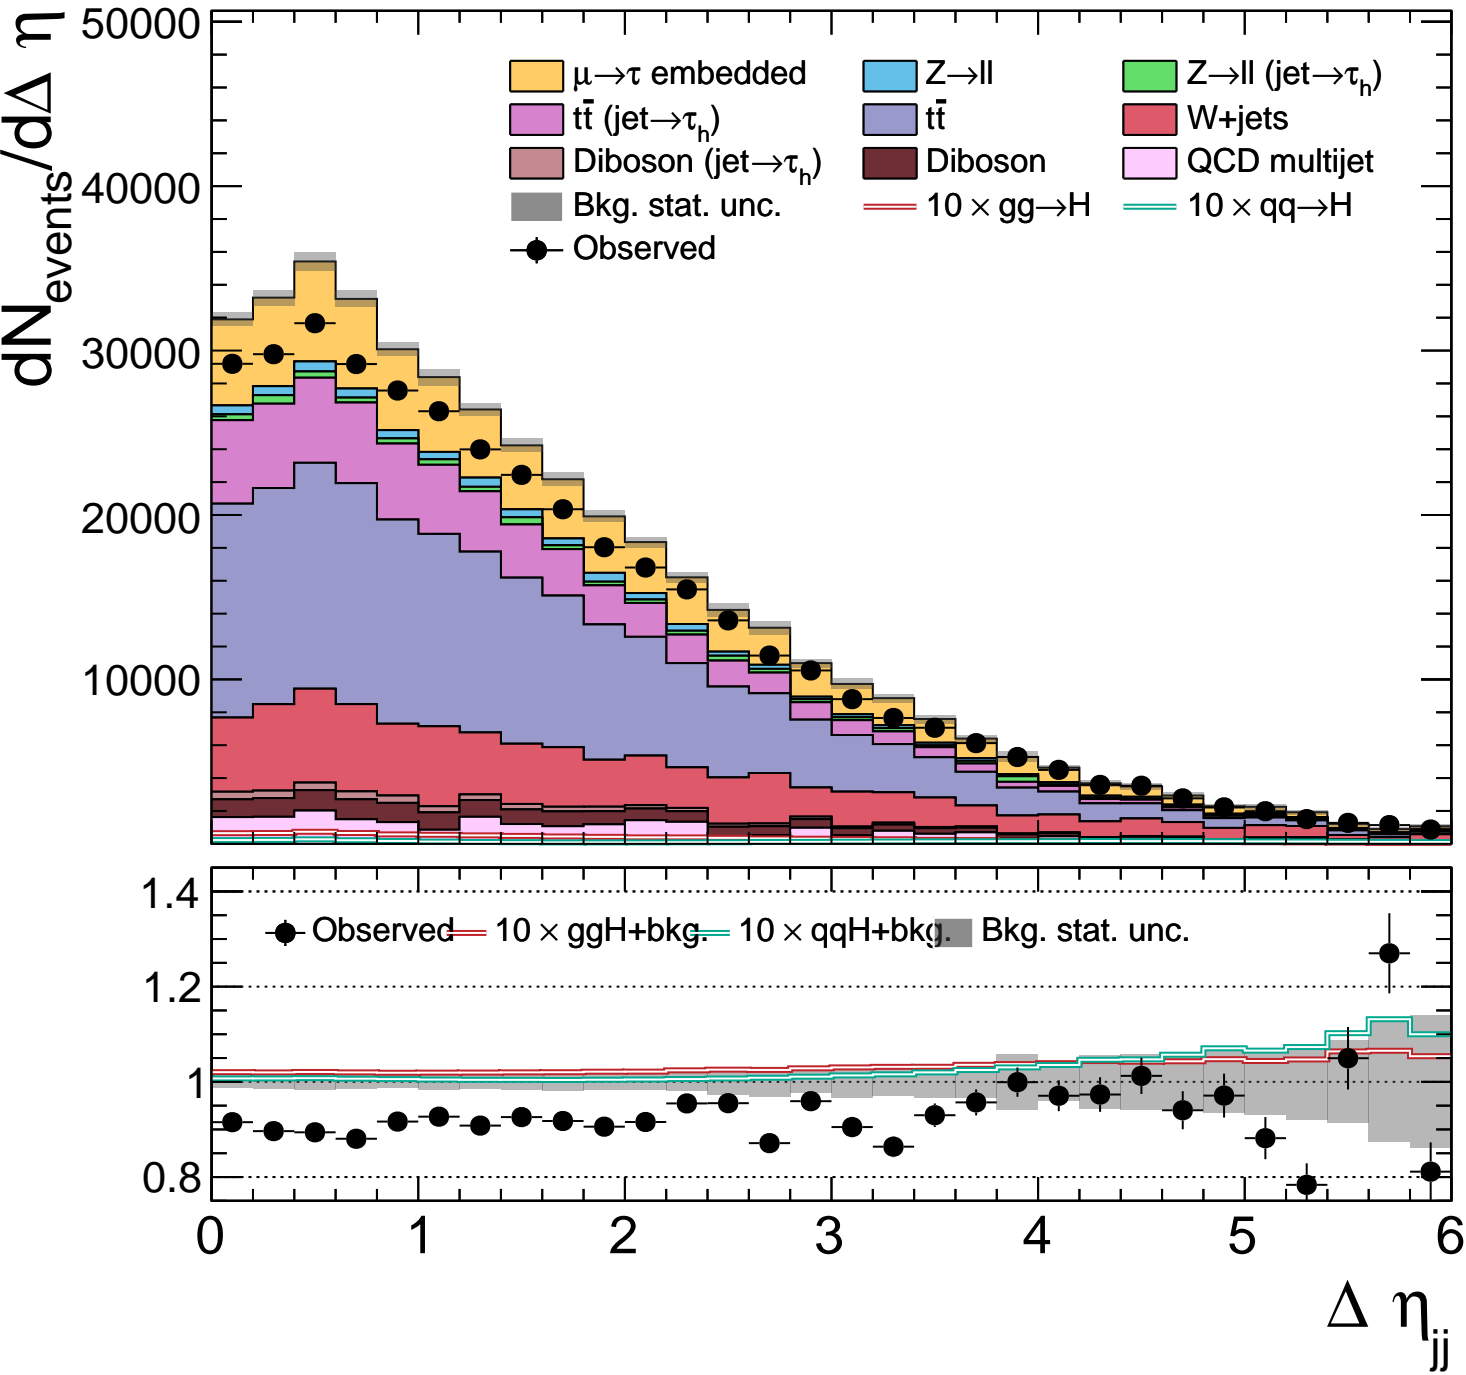 dN_events/dΔ η
50000
40000
30000
20000
10000
μ→τ embedded
Z→ll
Z→ll (jet→τ_h)
tt̄ (jet→τ_h)
tt̄
W+jets
Diboson (jet→τ_h)
Diboson
QCD multijet
Bkg. stat. unc.
10 × gg→H
10 × qq→H
Observed
1.4
1.2
1
0.8
Observed
10 × ggH+bkg.
10 × qqH+bkg.
Bkg. stat. unc.
0 1 2 3 4 5 6
Δ η_jj